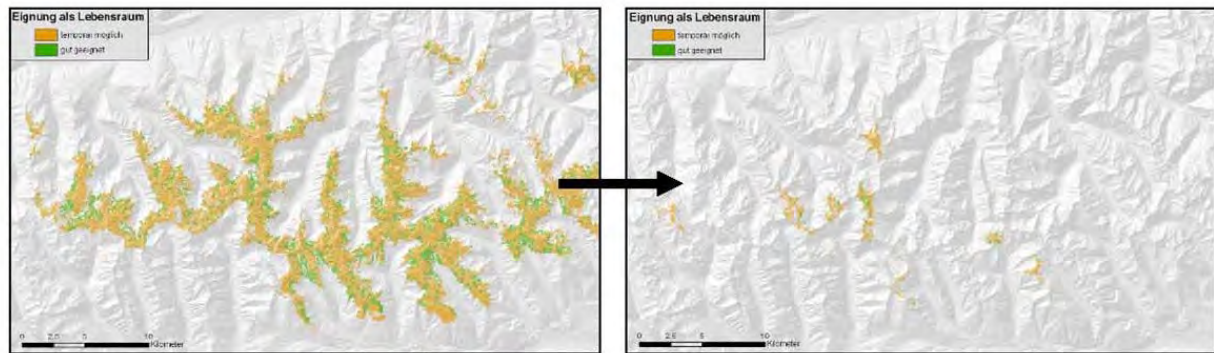 Eignung als Lebensraum
temporär möglich
gut geeignet
0 2,5 5 10
Kilometer
Eignung als Lebensraum
temporär möglich
gut geeignet
0 2,5 5 10
Kilometer